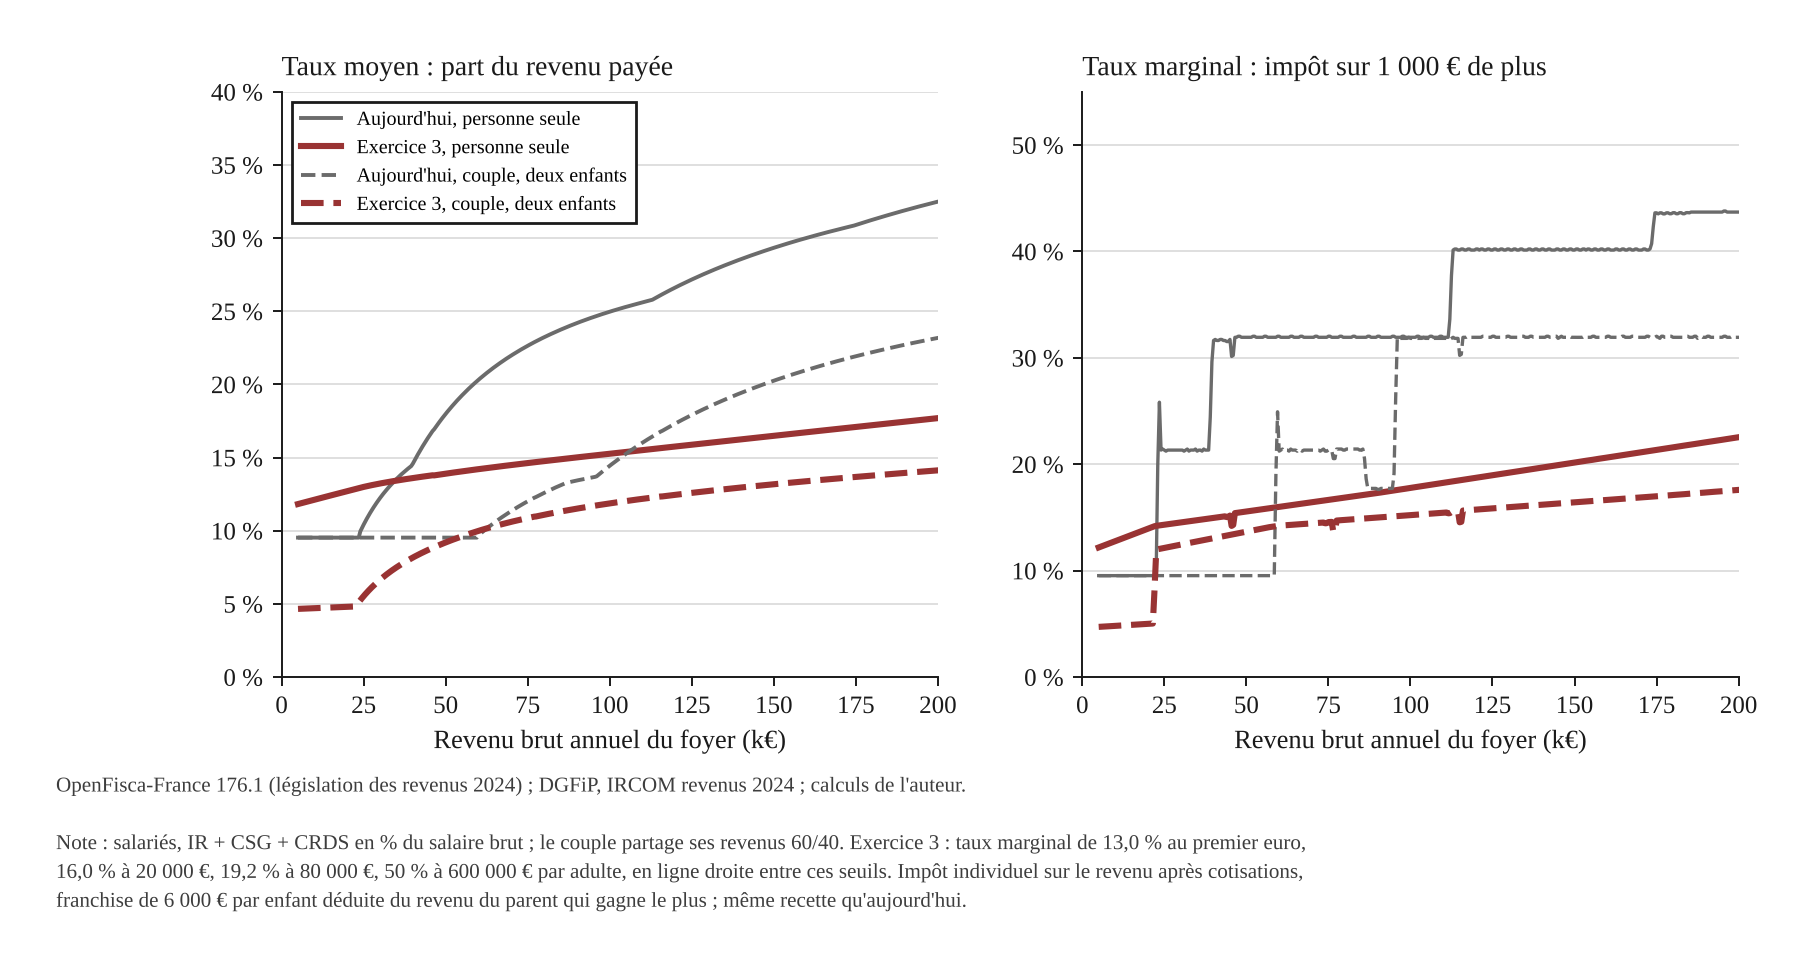 Taux moyen : part du revenu payée
40 %
35 %
30 %
25 %
20 %
15 %
10 %
5 %
0 %
Aujourd'hui, personne seule
Exercice 3, personne seule
Aujourd'hui, couple, deux enfants
Exercice 3, couple, deux enfants
0 25 50 75 100 125 150 175 200
Revenu brut annuel du foyer (k€)
Taux marginal : impôt sur 1 000 € de plus
50 %
40 %
30 %
20 %
10 %
0 %
0 25 50 75 100 125 150 175 200
Revenu brut annuel du foyer (k€)
OpenFisca-France 176.1 (législation des revenus 2024) ; DGFiP, IRCOM revenus 2024 ; calculs de l'auteur.
Note : salariés, IR + CSG + CRDS en % du salaire brut ; le couple partage ses revenus 60/40. Exercice 3 : taux marginal de 13,0 % au premier euro,
16,0 % à 20 000 €, 19,2 % à 80 000 €, 50 % à 600 000 € par adulte, en ligne droite entre ces seuils. Impôt individuel sur le revenu après cotisations,
franchise de 6 000 € par enfant déduite du revenu du parent qui gagne le plus ; même recette qu'aujourd'hui.